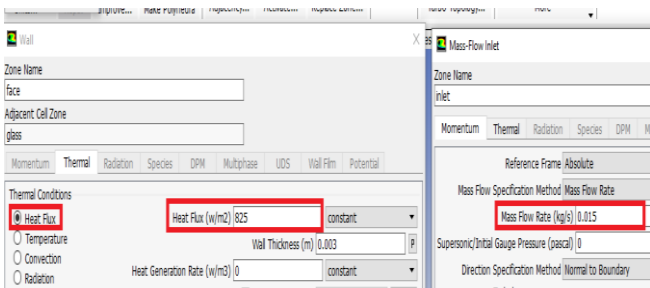 Improve... Make Polyhedra Adjacency... Activate... Replace Zone... Turbo Topology... More
Wall
Zone Name
face
Adjacent Cell Zone
glass
Momentum Thermal Radiation Species DPM Multiphase UDS Wall Film Potential
Thermal Conditions
Heat Flux
Heat Flux (w/m2) 825 constant
Temperature
Wall Thickness (m) 0.003 P
Convection
Heat Generation Rate (w/m3) 0 constant
Radiation
Mass-Flow Inlet
Zone Name
inlet
Momentum Thermal Radiation Species DPM M
Reference Frame Absolute
Mass Flow Specification Method Mass Flow Rate
Mass Flow Rate (kg/s) 0.015
Supersonic/Initial Gauge Pressure (pascal) 0
Direction Specification Method Normal to Boundary